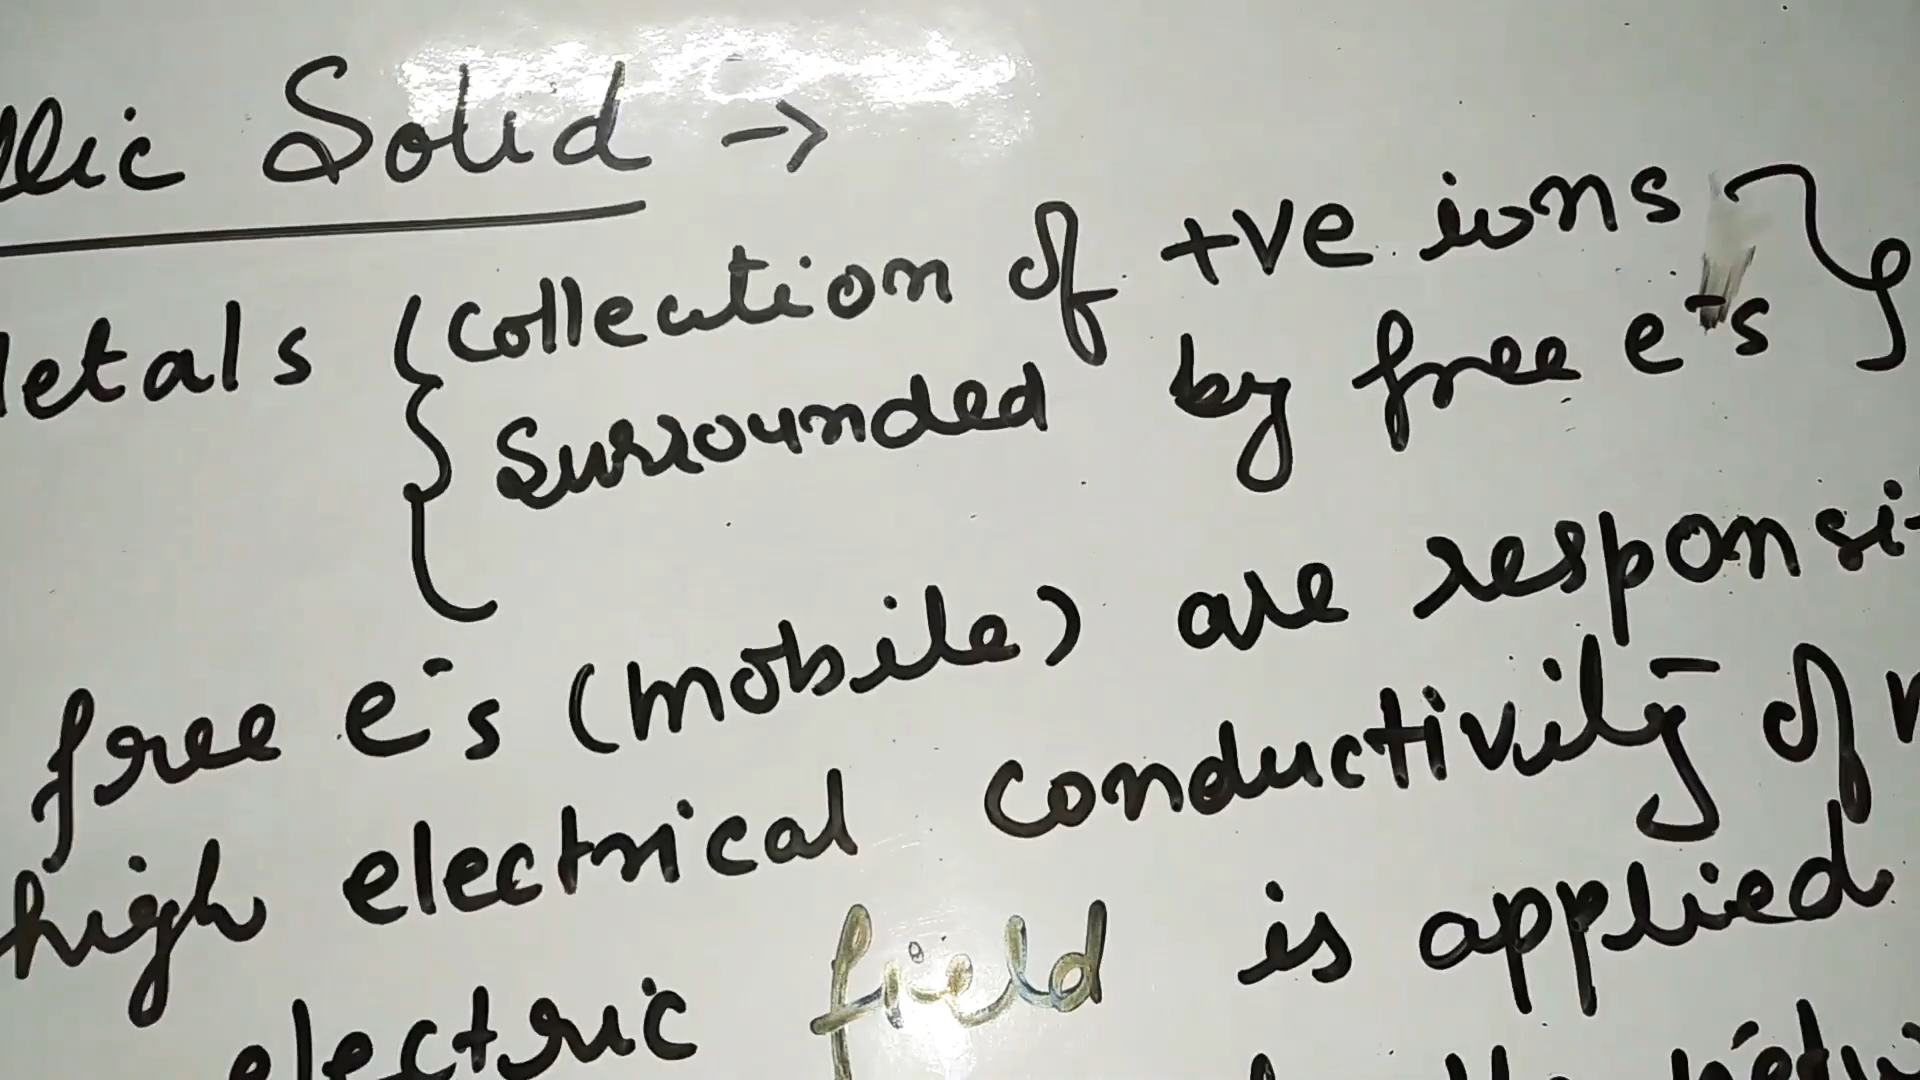 llic Solid →
etals { Collection of +ve ions }
surrounded by free e⁻s
free e⁻s (mobile) are responsi
high electrical conductivity of
electric field is applied